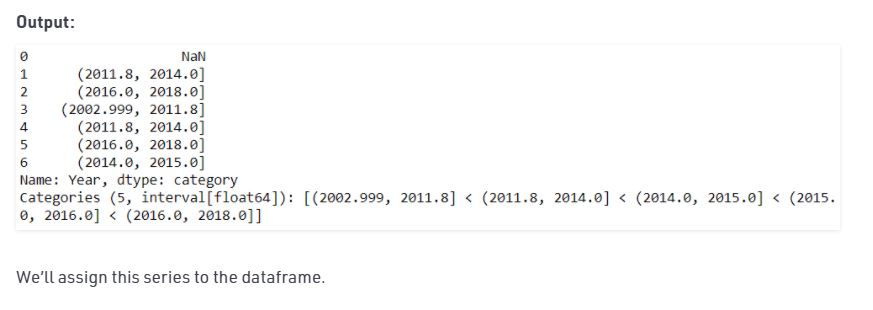 Output:
0                   NaN
1      (2011.8, 2014.0]
2      (2016.0, 2018.0]
3    (2002.999, 2011.8]
4      (2011.8, 2014.0]
5      (2016.0, 2018.0]
6      (2014.0, 2015.0]
Name: Year, dtype: category
Categories (5, interval[float64]): [(2002.999, 2011.8] < (2011.8, 2014.0] < (2014.0, 2015.0] < (2015.
0, 2016.0] < (2016.0, 2018.0]]
We’ll assign this series to the dataframe.